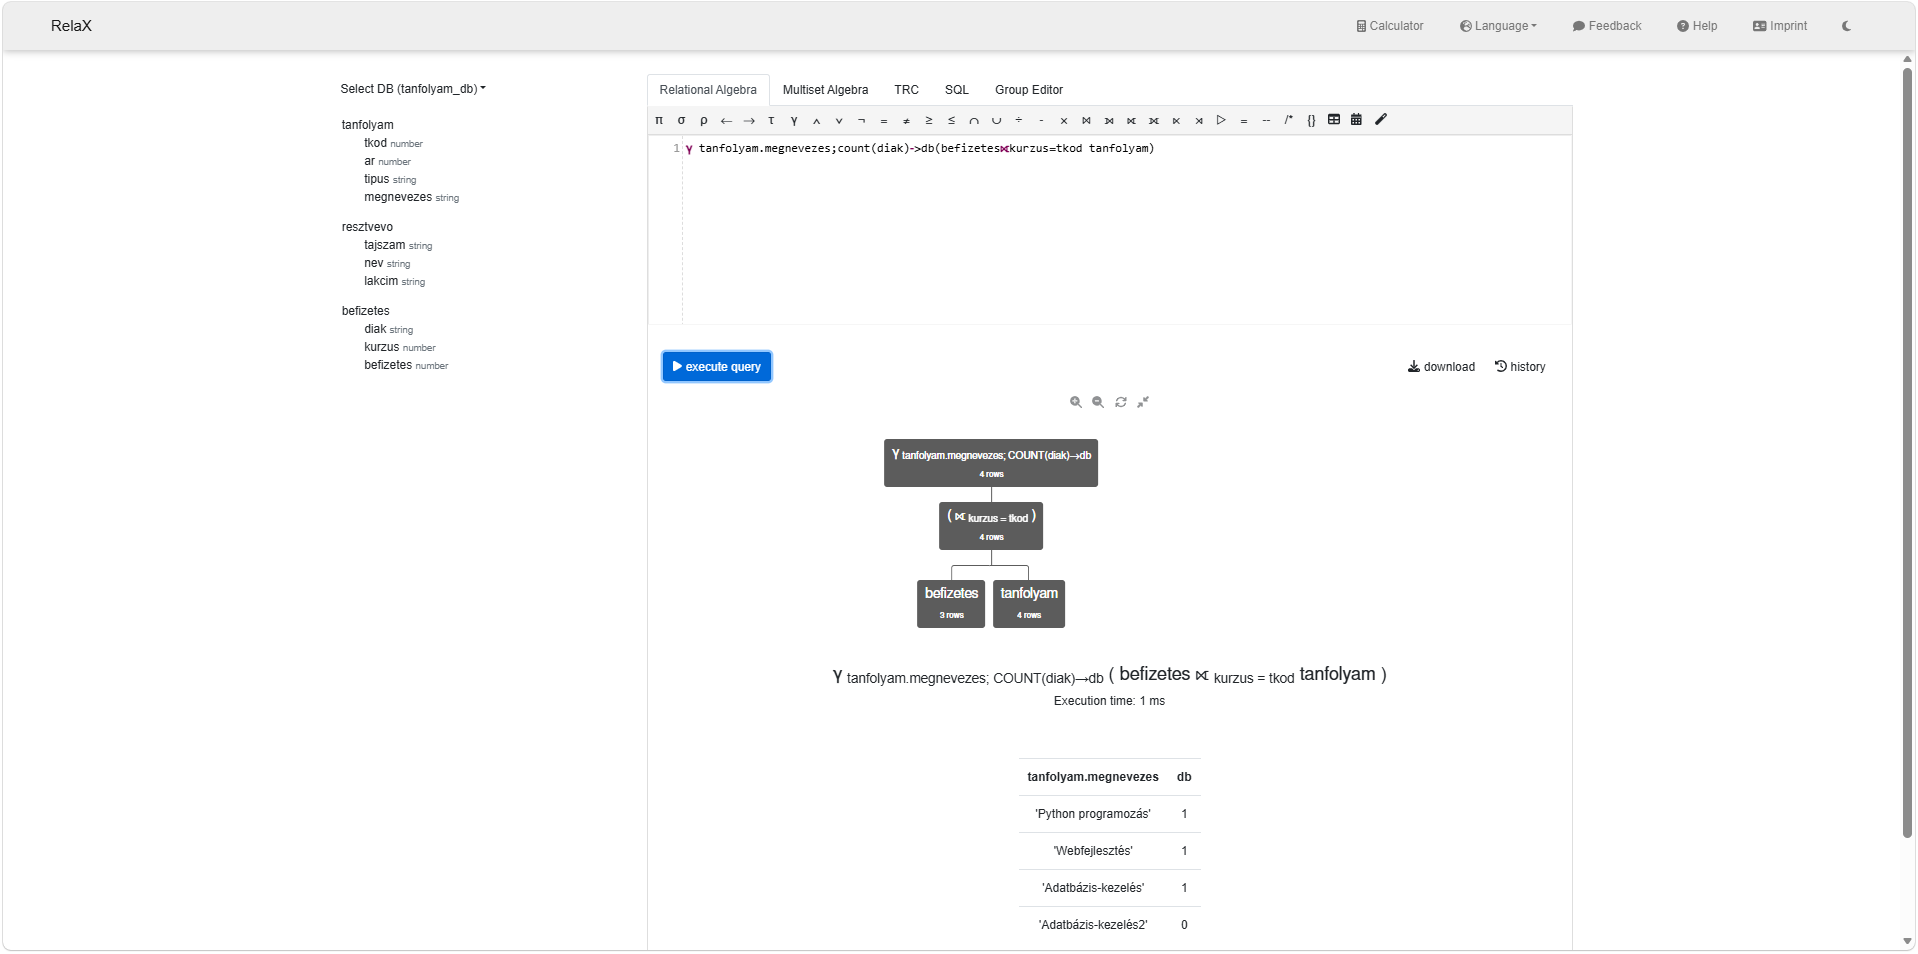 RelaX
Calculator
Language
Feedback
Help
Imprint
Select DB (tanfolyam_db)
tanfolyam
tkod number
ar number
tipus string
megnevezes string
resztvevo
tajszam string
nev string
lakcim string
befizetes
diak string
kurzus number
befizetes number
Relational Algebra
Multiset Algebra
TRC
SQL
Group Editor
π σ ρ ← → τ γ ∧ ∨ ¬ = ≠ ≥ ≤ ∩ ∪ ÷ - × ⨝ ⟕ ⟖ ⟗ ⋉ ⋊ ▷ = -- /* {}
1 γ tanfolyam.megnevezes;count(diak)->db(befizetes⟖kurzus=tkod tanfolyam)
execute query
download
history
γ tanfolyam.megnevezes; COUNT(diak)→db
4 rows
( ⟖ kurzus = tkod )
4 rows
befizetes
3 rows
tanfolyam
4 rows
γ tanfolyam.megnevezes; COUNT(diak)→db ( befizetes ⟖ kurzus = tkod tanfolyam )
Execution time: 1 ms
tanfolyam.megnevezes db
'Python programozás' 1
'Webfejlesztés' 1
'Adatbázis-kezelés' 1
'Adatbázis-kezelés2' 0